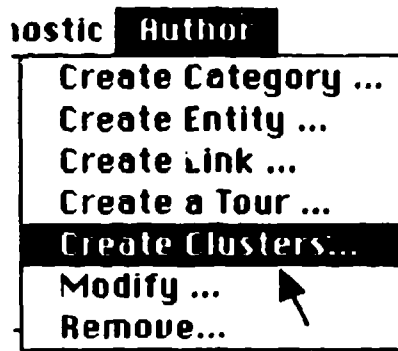 nostic Author
Create Category ...
Create Entity ...
Create Link ...
Create a Tour ...
Create Clusters...
Modify ...
Remove...